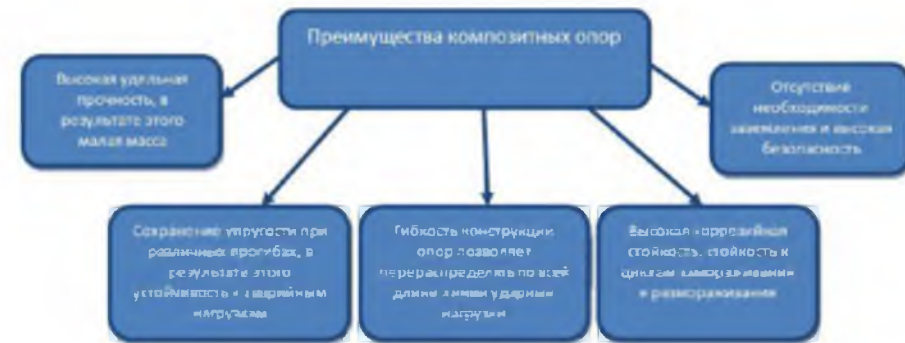 Преимущества композитных опор
Высокая удельная
прочность, в
результате этого
малая масса
Отсутствие
необходимости
заземления и высокая
безопасность
Сохранение упругости при
различных прогибах, в
результате этого
устойчивость к аварийным
нагрузкам
Гибкость конструкции
опор позволяет
перераспределять по всей
длине линии ударные
нагрузки
Высокая коррозийная
стойкость, стойкость к
циклам замораживания
и размораживания